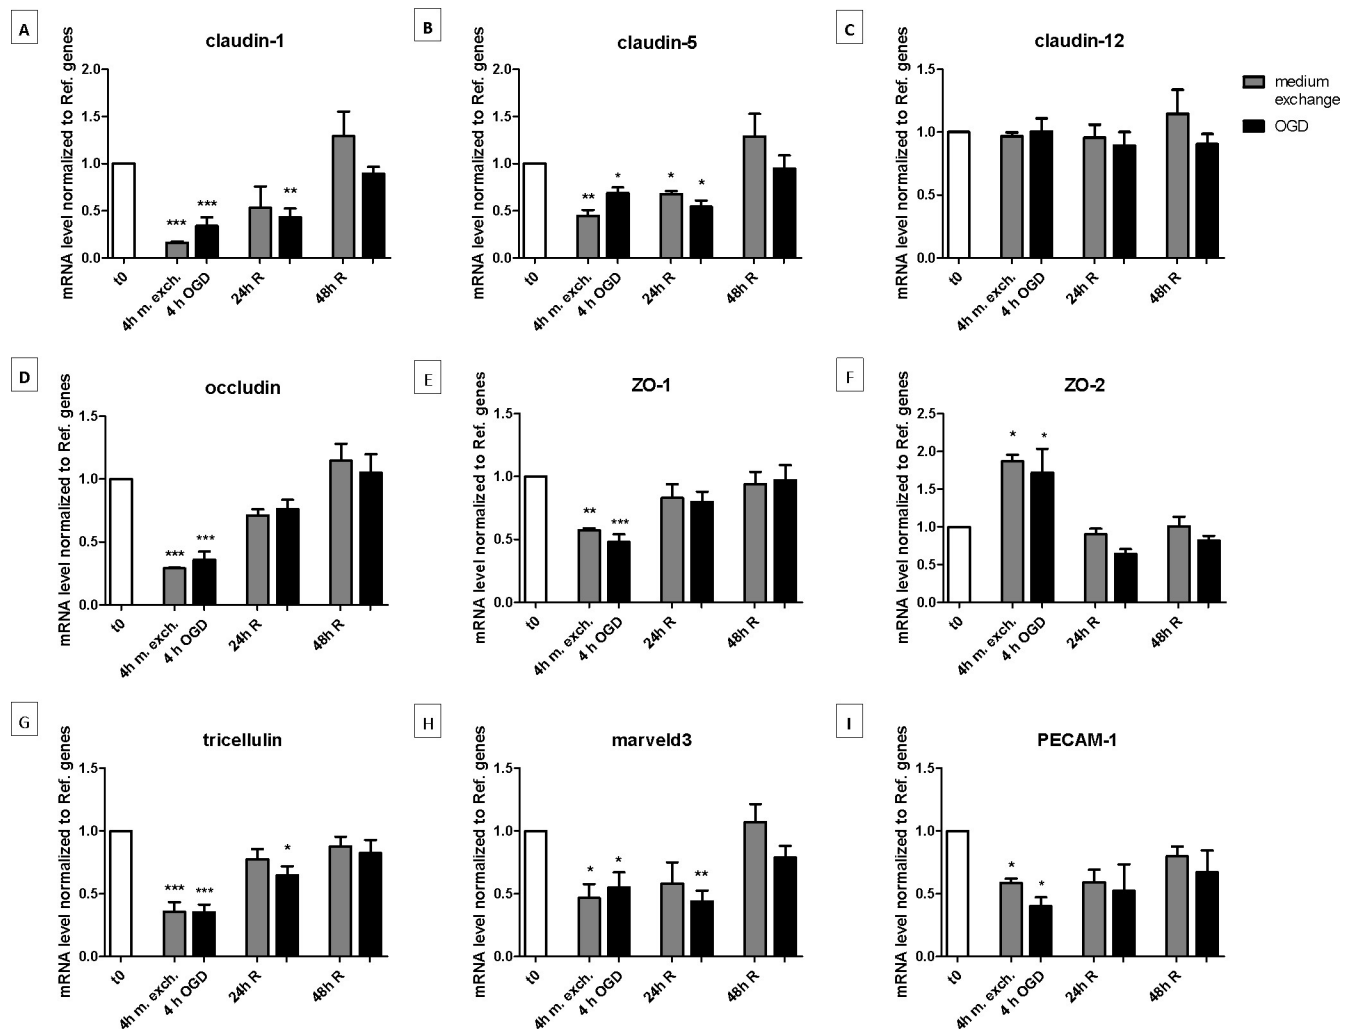 A
claudin-1
mRNA level normalized to Ref. genes
2.0
1.5
1.0
0.5
0.0
***
***
**
t0
4h m. exch.
4 h OGD
24h R
48h R
B
claudin-5
mRNA level normalized to Ref. genes
2.0
1.5
1.0
0.5
0.0
**
*
*
*
t0
4h m. exch.
4 h OGD
24h R
48h R
C
claudin-12
mRNA level normalized to Ref. genes
1.5
1.0
0.5
0.0
t0
4h m. exch.
4 h OGD
24h R
48h R
medium
exchange
OGD
D
occludin
mRNA level normalized to Ref. genes
1.5
1.0
0.5
0.0
***
***
t0
4h m. exch.
4 h OGD
24h R
48h R
E
ZO-1
mRNA level normalized to Ref. genes
1.5
1.0
0.5
0.0
**
***
t0
4h m. exch.
4 h OGD
24h R
48h R
F
ZO-2
mRNA level normalized to Ref. genes
2.5
2.0
1.5
1.0
0.5
0.0
*
*
t0
4h m. exch.
4 h OGD
24h R
48h R
G
tricellulin
mRNA level normalized to Ref. genes
1.5
1.0
0.5
0.0
***
***
*
t0
4h m. exch.
4 h OGD
24h R
48h R
H
marveld3
mRNA level normalized to Ref. genes
1.5
1.0
0.5
0.0
*
*
**
t0
4h m. exch.
4 h OGD
24h R
48h R
I
PECAM-1
mRNA level normalized to Ref. genes
1.5
1.0
0.5
0.0
*
*
t0
4h m. exch.
4 h OGD
24h R
48h R